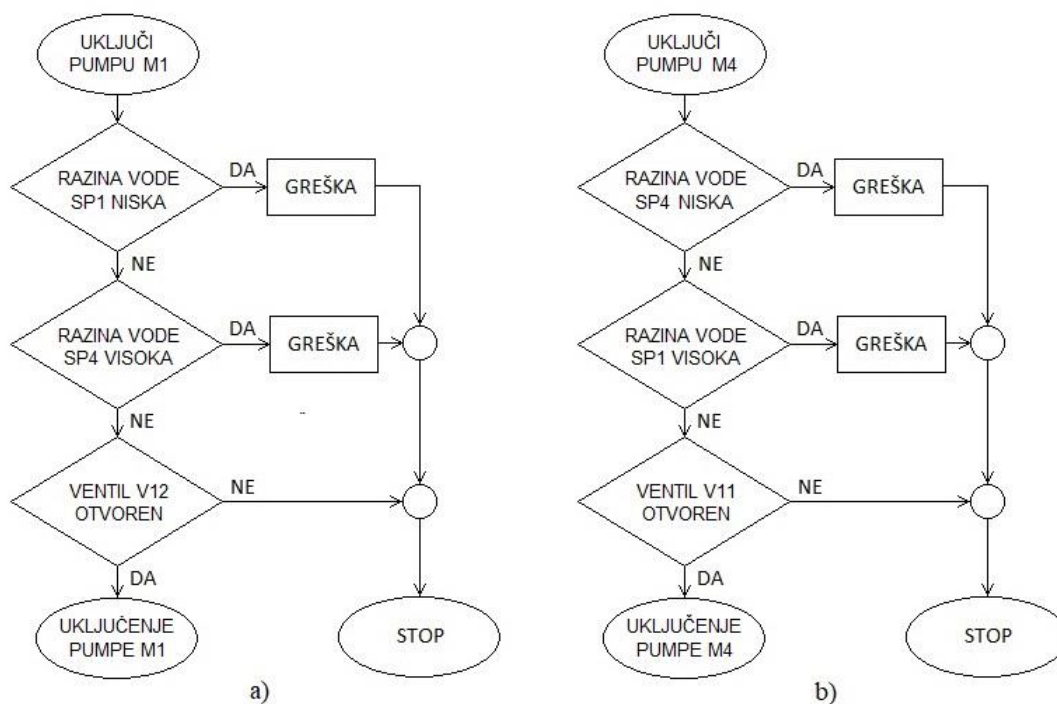 UKLJUČI
PUMPU M1
RAZINA VODE
SP1 NISKA
DA
GREŠKA
NE
RAZINA VODE
SP4 VISOKA
DA
GREŠKA
NE
VENTIL V12
OTVOREN
NE
DA
UKLJUČENJE
PUMPE M1
STOP
a)
UKLJUČI
PUMPU M4
RAZINA VODE
SP4 NISKA
DA
GREŠKA
NE
RAZINA VODE
SP1 VISOKA
DA
GREŠKA
NE
VENTIL V11
OTVOREN
NE
DA
UKLJUČENJE
PUMPE M4
STOP
b)